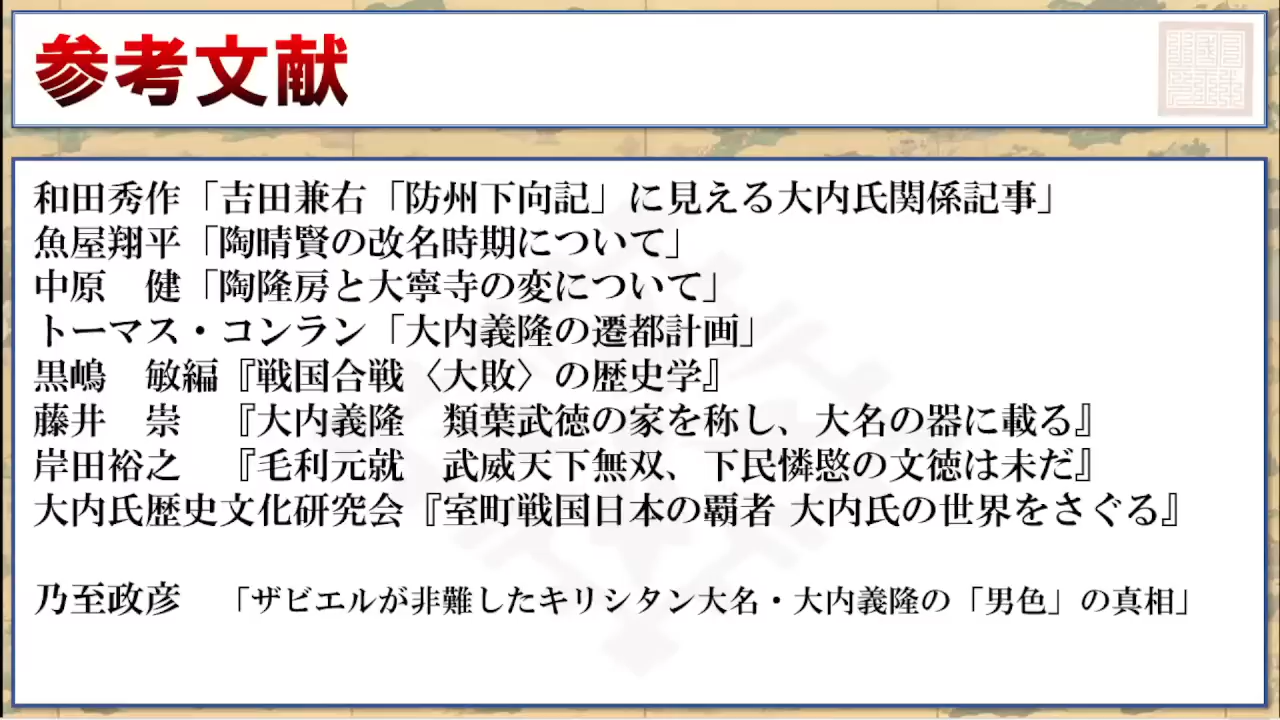 参考文献
和田秀作「吉田兼右「防州下向記」に見える大内氏関係記事」
魚屋翔平「陶晴賢の改名時期について」
中原　健「陶隆房と大寧寺の変について」
トーマス・コンラン「大内義隆の遷都計画」
黒嶋　敏編『戦国合戦〈大敗〉の歴史学』
藤井　崇　『大内義隆　類葉武徳の家を称し、大名の器に載る』
岸田裕之　『毛利元就　武威天下無双、下民憐愍の文徳は未だ』
大内氏歴史文化研究会『室町戦国日本の覇者 大内氏の世界をさぐる』
乃至政彦　「ザビエルが非難したキリシタン大名・大内義隆の「男色」の真相」